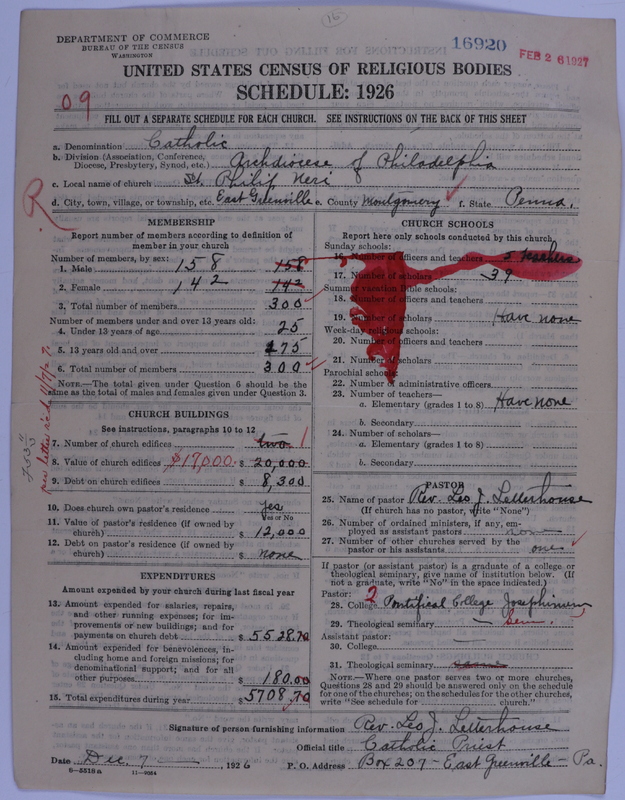 16
DEPARTMENT OF COMMERCE
BUREAU OF THE CENSUS
WASHINGTON
16920
FEB 26 1927
UNITED STATES CENSUS OF RELIGIOUS BODIES
SCHEDULE: 1926
09
FILL OUT A SEPARATE SCHEDULE FOR EACH CHURCH. SEE INSTRUCTIONS ON THE BACK OF THIS SHEET
a. Denomination Catholic
b. Division (Association, Conference, Diocese, Presbytery, Synod, etc.) Archdiocese of Philadelphia
c. Local name of church St. Philip Neri
d. City, town, village, or township, etc. East Greenville e. County Montgomery f. State Penna.
R
MEMBERSHIP
Report number of members according to definition of member in your church
Number of members, by sex:
1. Male 158 158
2. Female 142 142
3. Total number of members 300
Number of members under and over 13 years old:
4. Under 13 years of age 25
5. 13 years old and over 275
6. Total number of members 300
NOTE.—The total given under Question 6 should be the same as the total of males and females given under Question 3.
CHURCH BUILDINGS
See instructions, paragraphs 10 to 12
7. Number of church edifices two 1
8. Value of church edifices $17,000. $ 20,000
9. Debt on church edifices $ 8,300
10. Does church own pastor's residence yes
Yes or No
11. Value of pastor's residence (if owned by church) $ 12,000
12. Debt on pastor's residence (if owned by church) $ none
EXPENDITURES
Amount expended by your church during last fiscal year
13. Amount expended for salaries, repairs, and other running expenses; for improvements or new buildings; and for payments on church debt $ 5528.70
14. Amount expended for benevolences, including home and foreign missions; for denominational support; and for all other purposes $ 180.00
15. Total expenditures during year $ 5708.70
CHURCH SCHOOLS
Report here only schools conducted by this church
Sunday schools:
16. Number of officers and teachers 5 teachers
17. Number of scholars 39
Summer vacation Bible schools:
18. Number of officers and teachers
19. Number of scholars Have none
Week-day religious schools:
20. Number of officers and teachers
21. Number of scholars
Parochial schools:
22. Number of administrative officers
23. Number of teachers—
a. Elementary (grades 1 to 8) Have none
b. Secondary
24. Number of scholars—
a. Elementary (grades 1 to 8)
b. Secondary
PASTOR
25. Name of pastor Rev. Leo J. Letterhouse
(If church has no pastor, write "None")
26. Number of ordained ministers, if any, employed as assistant pastors none
27. Number of other churches served by the pastor or his assistants one
If pastor (or assistant pastor) is a graduate of a college or theological seminary, give name of institution below. (If not a graduate, write "No" in the space indicated.)
Pastor: 2
28. College Pontifical College Josephinum
29. Theological seminary — Sem.
Assistant pastor:
30. College
31. Theological seminary
NOTE.—Where one pastor serves two or more churches, Questions 28 and 29 should be answered only on the schedule for one of the churches; on the schedules for the other churches, write "See schedule for church."
Signature of person furnishing information Rev. Leo J. Letterhouse
Official title Catholic Priest
Date Dec. 7, 1926 P. O. Address Box 207 - East Greenville - Pa.
6—5518a 11—9054